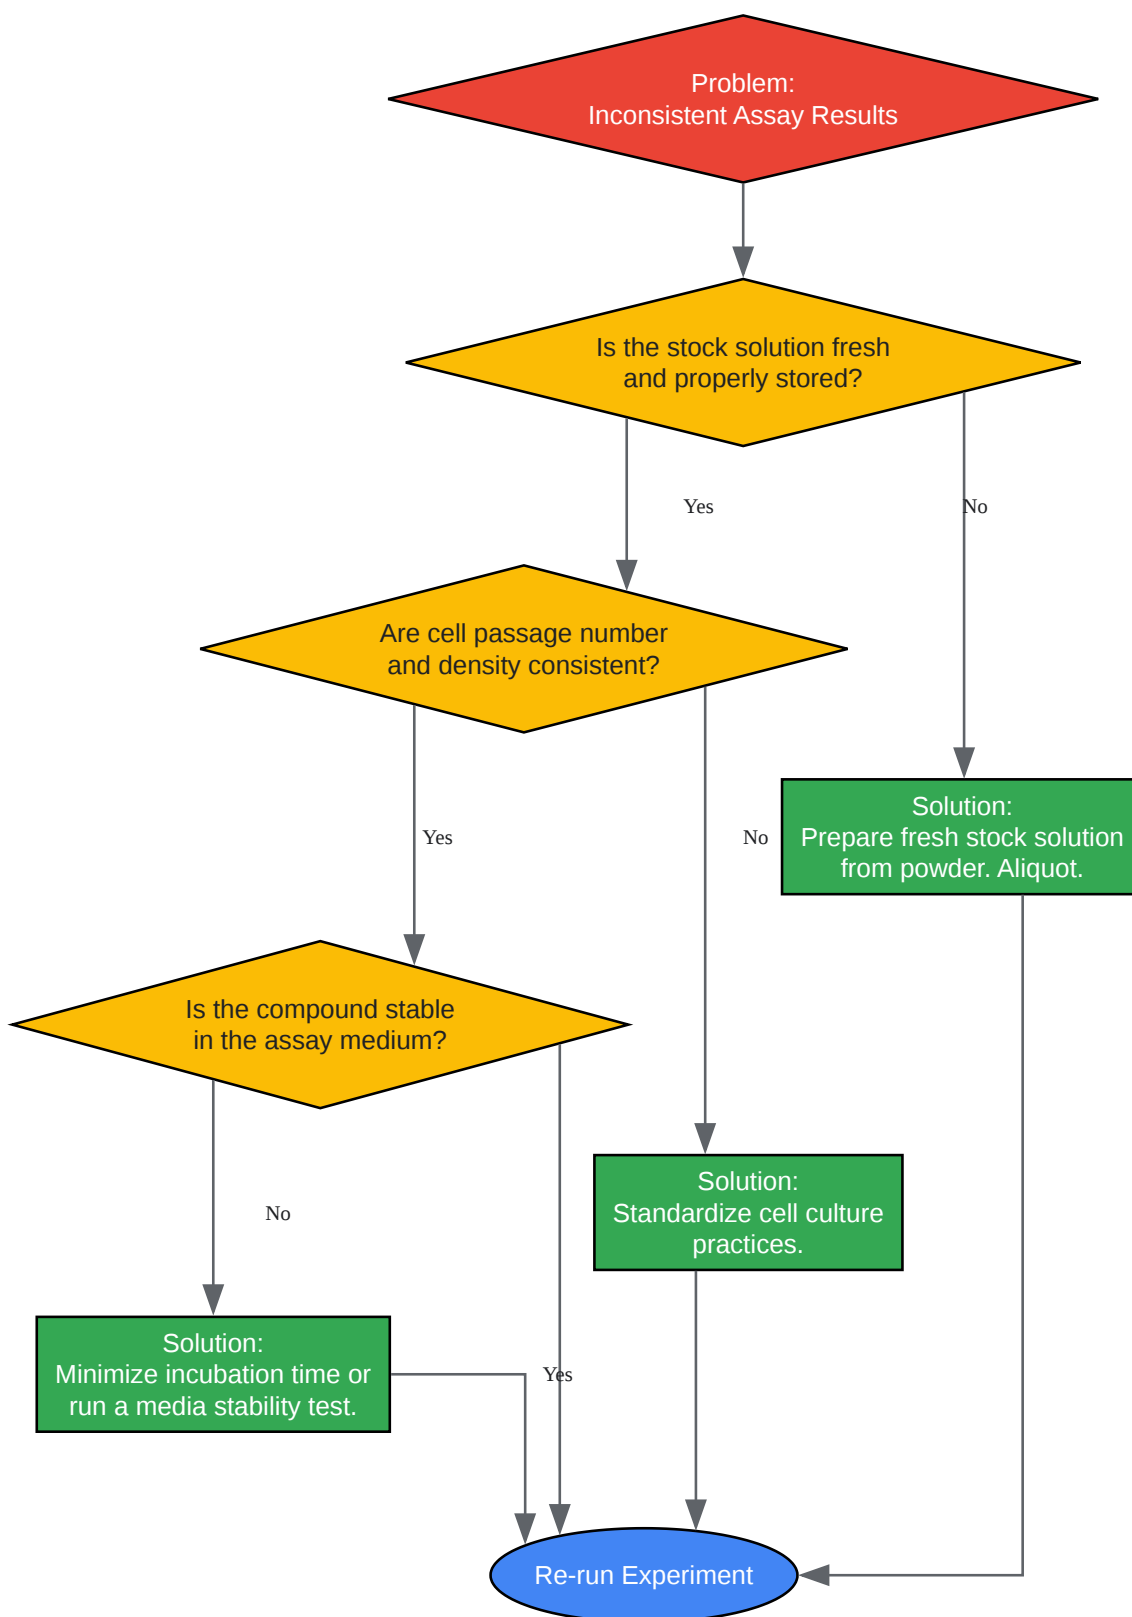 Problem:
Inconsistent Assay Results
Is the stock solution fresh
and properly stored?
Yes
No
Are cell passage number
and density consistent?
Yes
No
Solution:
Prepare fresh stock solution
from powder. Aliquot.
Is the compound stable
in the assay medium?
No
Solution:
Standardize cell culture
practices.
Solution:
Minimize incubation time or
run a media stability test.
Yes
Re-run Experiment